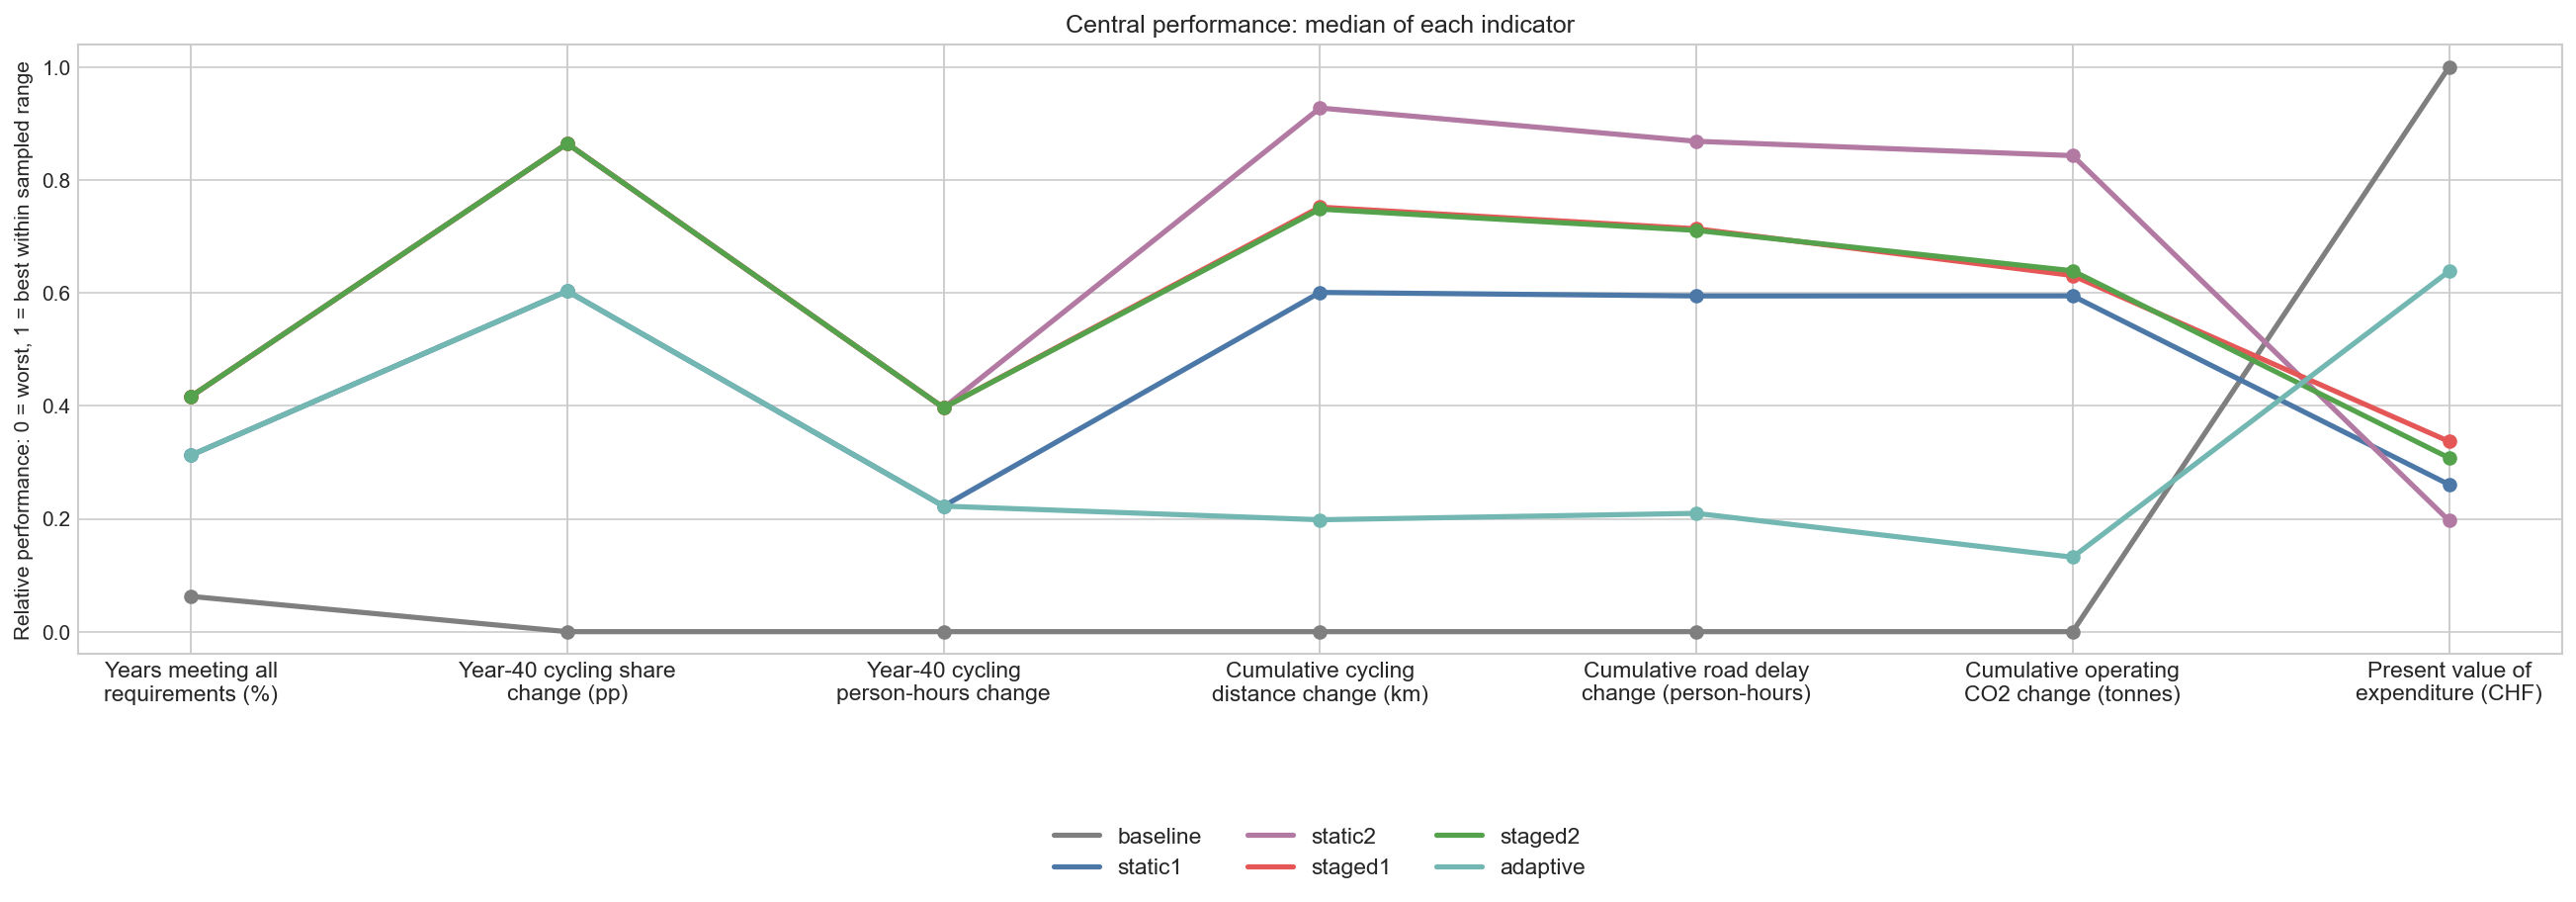 Central performance: median of each indicator
Relative performance: 0 = worst, 1 = best within sampled range
1.0
0.8
0.6
0.4
0.2
0.0
Years meeting all
requirements (%)
Year-40 cycling share
change (pp)
Year-40 cycling
person-hours change
Cumulative cycling
distance change (km)
Cumulative road delay
change (person-hours)
Cumulative operating
CO2 change (tonnes)
Present value of
expenditure (CHF)
baseline
static1
static2
staged1
staged2
adaptive